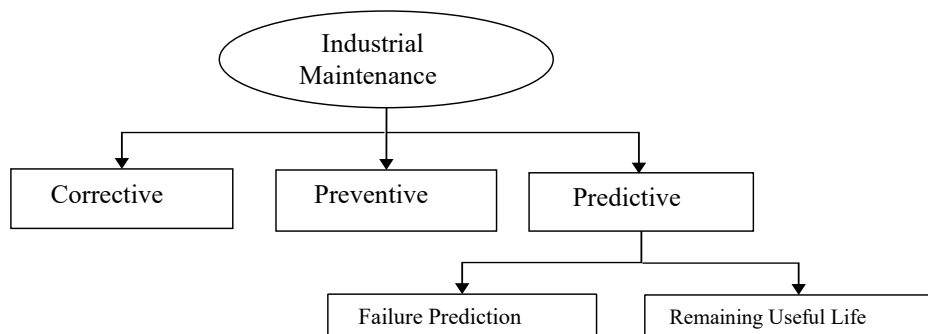 Industrial
Maintenance
Corrective
Preventive
Predictive
Failure Prediction
Remaining Useful Life